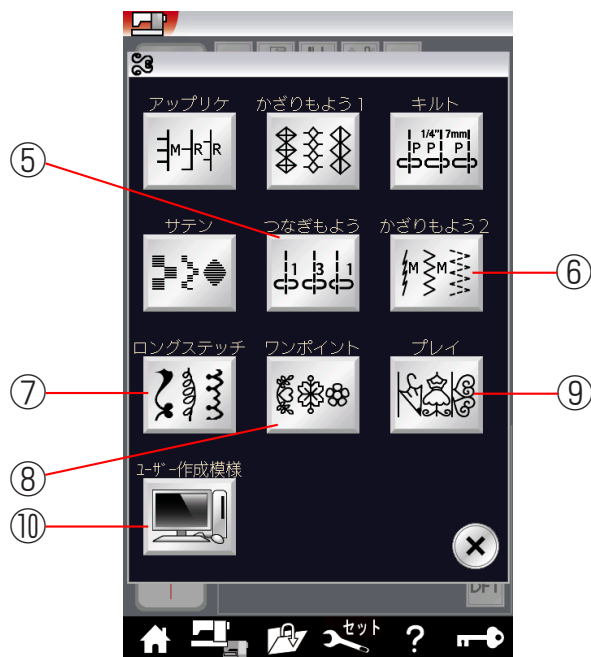 アップリケ かざりもよう1 キルト
M R R
1/4" 7mm
P P P
⑤
サテン つなぎもよう かざりもよう2
1 3 1
M M
⑥
ロングステッチ ワンポイント プレイ
⑦
⑨
⑧
ユーザー作成模様
⑩
×
DFT
セット
?